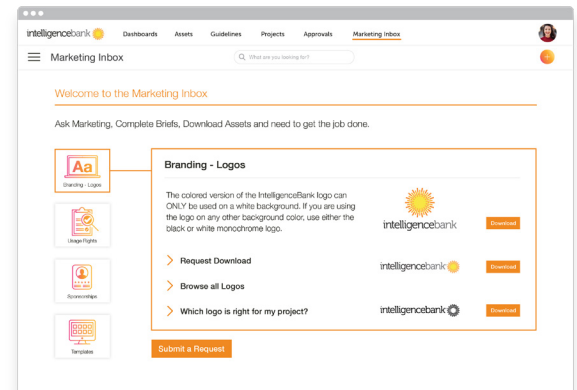 intelligencebank
Dashboards
Assets
Guidelines
Projects
Approvals
Marketing Inbox
Marketing Inbox
What are you looking for?
Welcome to the Marketing Inbox
Ask Marketing, Complete Briefs, Download Assets and need to get the job done.
Aa
Branding - Logos
Usage Rights
Sponsorships
Templates
Branding - Logos
The colored version of the IntelligenceBank logo can
ONLY be used on a white background. If you are using
the logo on any other background color, use either the
black or white monochrome logo.
intelligencebank
Download
Request Download
intelligencebank
Download
Browse all Logos
Which logo is right for my project?
intelligencebank
Download
Submit a Request